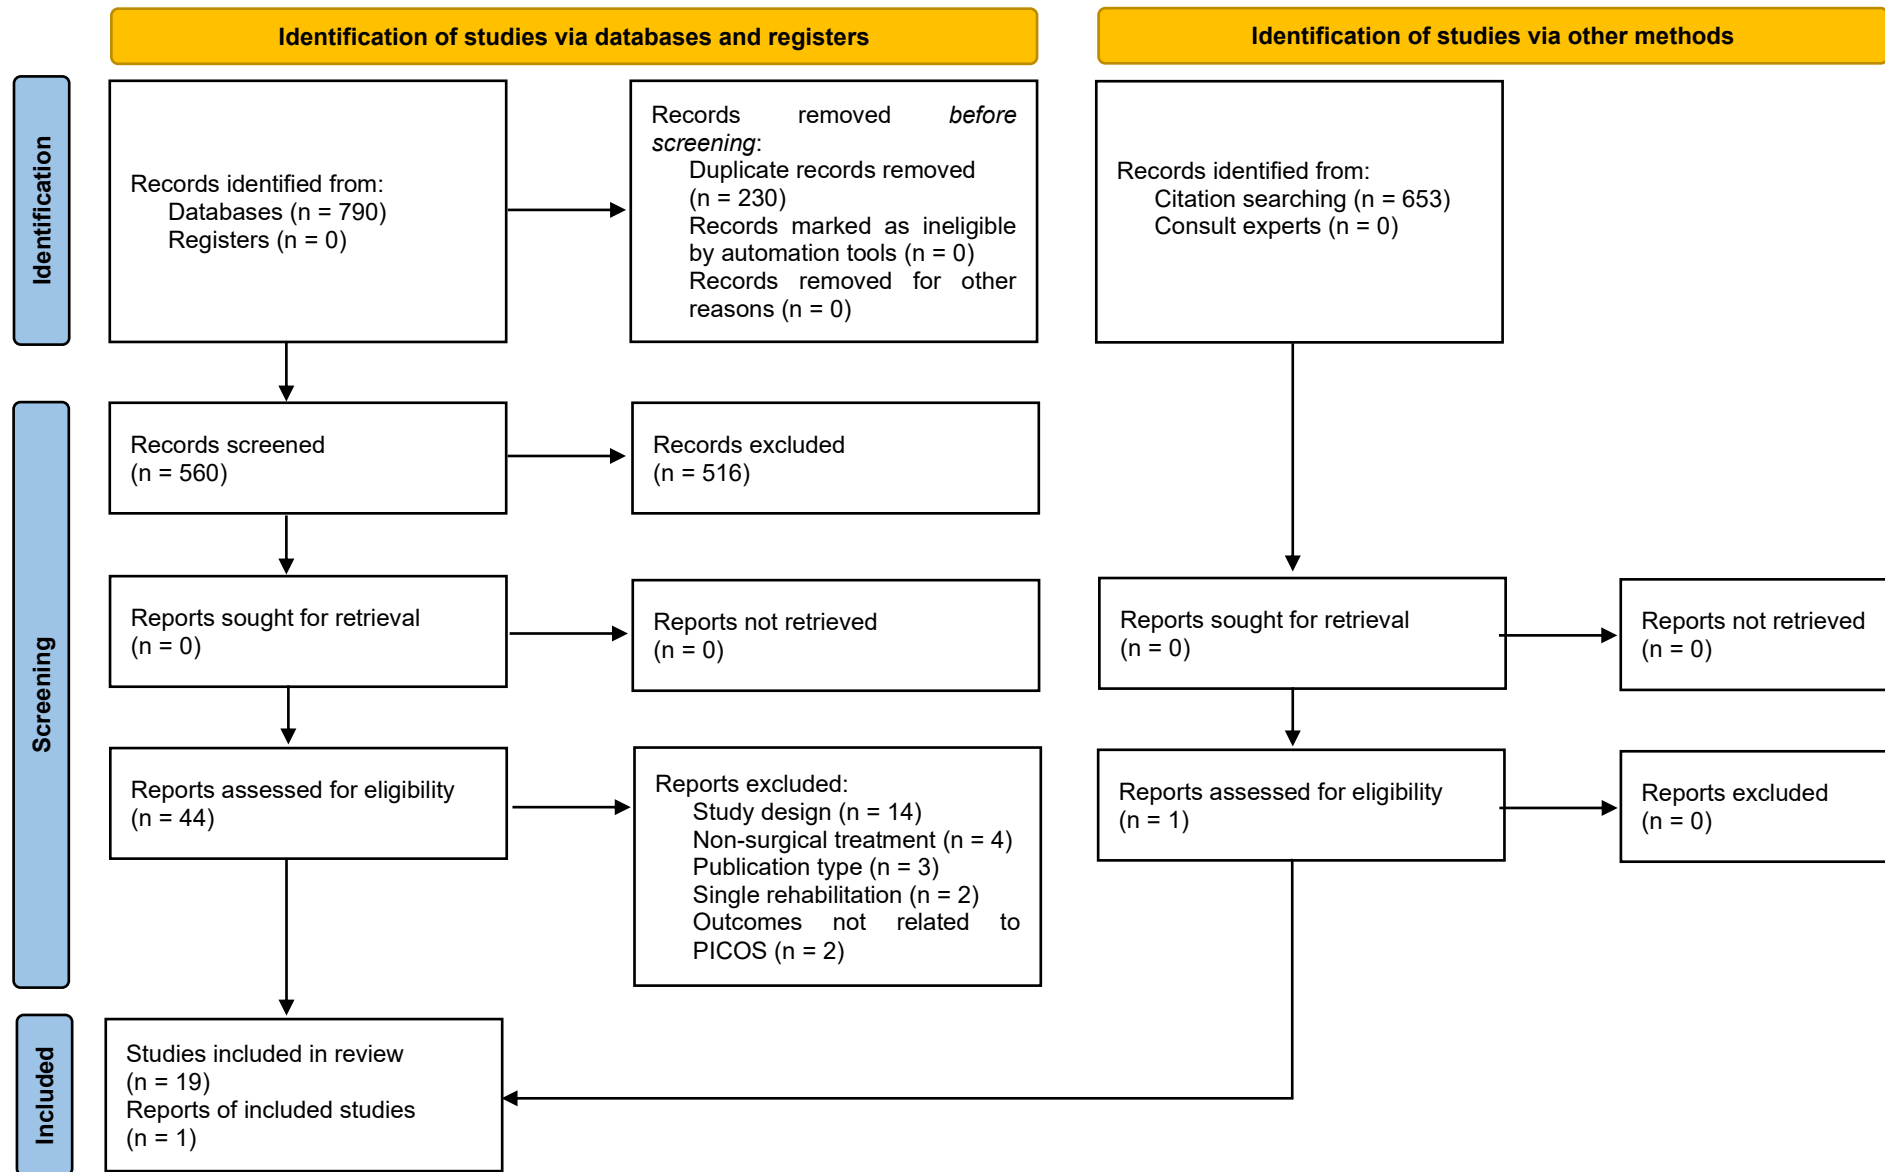 Identification of studies via databases and registers
Identification of studies via other methods
Identification
Records identified from:
Databases (n = 790)
Registers (n = 0)
Records removed before
screening:
Duplicate records removed
(n = 230)
Records marked as ineligible
by automation tools (n = 0)
Records removed for other
reasons (n = 0)
Records identified from:
Citation searching (n = 653)
Consult experts (n = 0)
Screening
Records screened
(n = 560)
Records excluded
(n = 516)
Reports sought for retrieval
(n = 0)
Reports not retrieved
(n = 0)
Reports sought for retrieval
(n = 0)
Reports not retrieved
(n = 0)
Reports assessed for eligibility
(n = 44)
Reports excluded:
Study design (n = 14)
Non-surgical treatment (n = 4)
Publication type (n = 3)
Single rehabilitation (n = 2)
Outcomes not related to
PICOS (n = 2)
Reports assessed for eligibility
(n = 1)
Reports excluded
(n = 0)
Included
Studies included in review
(n = 19)
Reports of included studies
(n = 1)